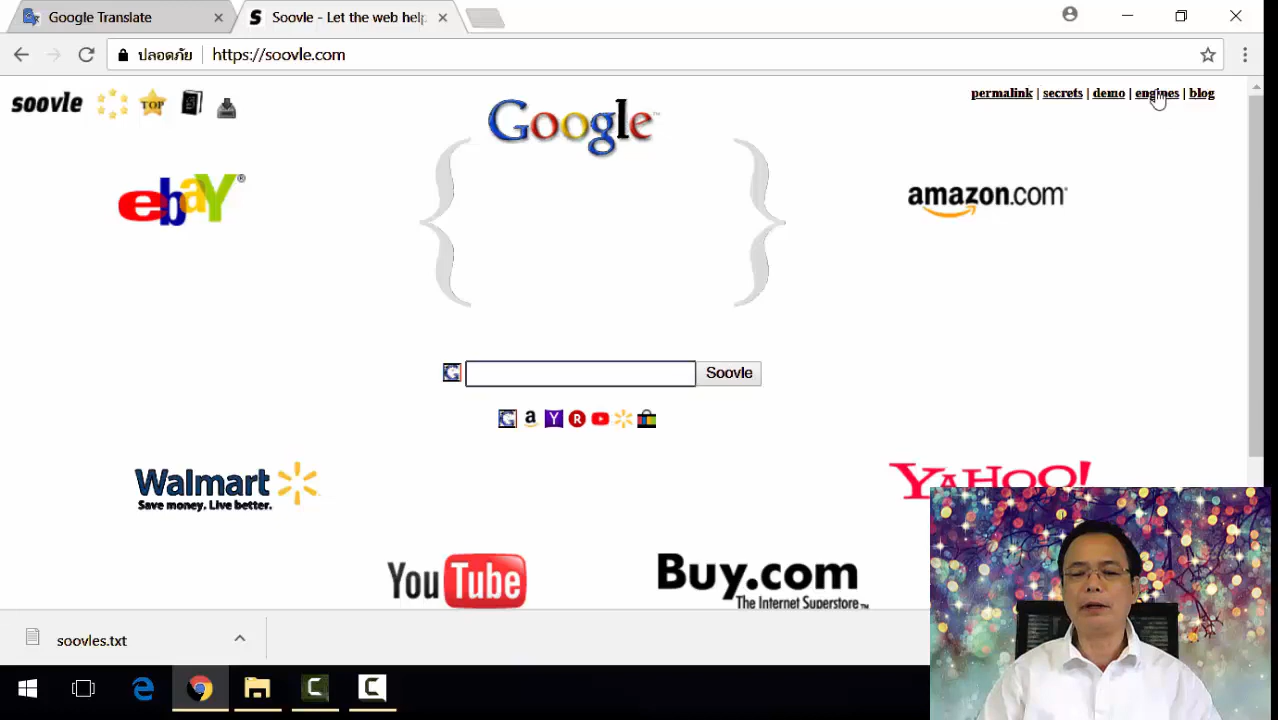 Google Translate
Soovle - Let the web help
ปลอดภัย https://soovle.com
soovle TOP
permalink | secrets | demo | engines | blog
Google™
ebaY®
amazon.com
Soovle
Walmart
Save money. Live better.
YAHOO!
YouTube
Buy.com
The Internet Superstore™
soovles.txt